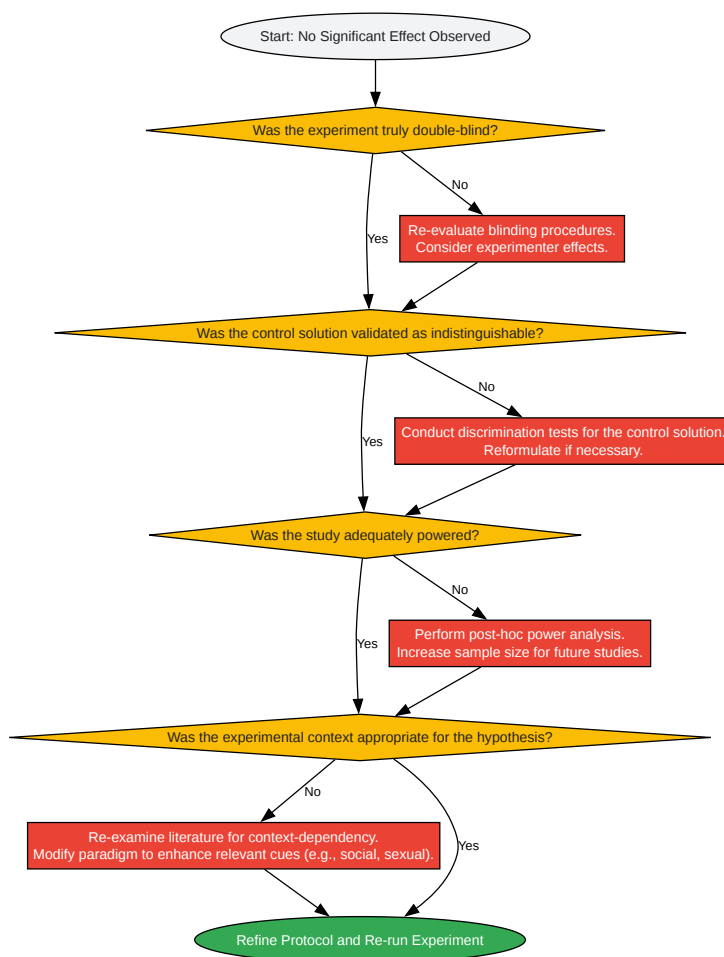 Start: No Significant Effect Observed
Was the experiment truly double-blind?
No
Re-evaluate blinding procedures.
Consider experimenter effects.
Yes
Was the control solution validated as indistinguishable?
No
Conduct discrimination tests for the control solution.
Reformulate if necessary.
Yes
Was the study adequately powered?
No
Perform post-hoc power analysis.
Increase sample size for future studies.
Yes
Was the experimental context appropriate for the hypothesis?
No
Re-examine literature for context-dependency.
Modify paradigm to enhance relevant cues (e.g., social, sexual).
Yes
Refine Protocol and Re-run Experiment